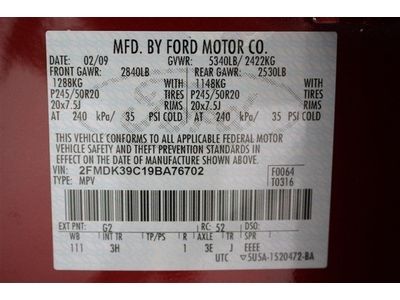 MFD. BY FORD MOTOR CO.
DATE: 02/09 GVWR: 5340LB/ 2422KG
FRONT GAWR: 2840LB REAR GAWR: 2530LB
1288KG WITH 1148KG WITH
P245/50R20 TIRES P245/50R20 TIRES
20x7.5J RIMS 20x7.5J RIMS
AT 240 kPa/ 35 PSI COLD AT 240 kPa/ 35 PSI COLD
THIS VEHICLE CONFORMS TO ALL APPLICABLE FEDERAL MOTOR
VEHICLE SAFETY AND THEFT PREVENTION STANDARDS IN EFFECT
ON THE DATE OF MANUFACTURE SHOWN ABOVE.
VIN: 2FMDK39C19BA76702 F0064
TYPE: MPV T0316
EXT PNT: G2 RC: 52
WB INT TR TP/PS R AXLE TR SPR
111 3H 1 3E J EEEE
UTC 5U5A-1520472-BA